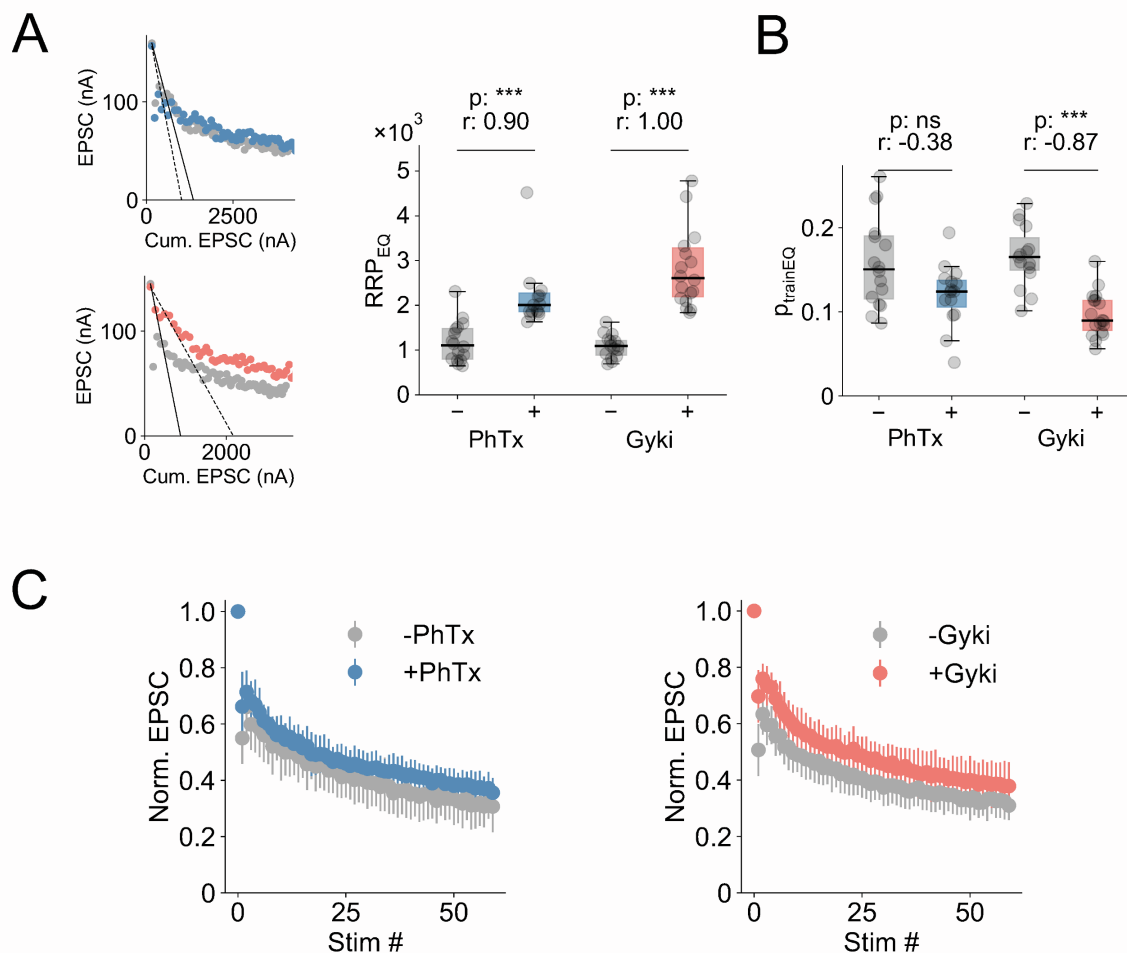 A
EPSC (nA)
100
0
0
2500
Cum. EPSC (nA)
EPSC (nA)
100
0
0
2000
Cum. EPSC (nA)
p: ***
r: 0.90
p: ***
r: 1.00
×10³
RRP_EQ
5
4
3
2
1
0
− + − +
PhTx Gyki
B
p: ns
r: -0.38
p: ***
r: -0.87
p_trainEQ
0.2
0.1
0
− + − +
PhTx Gyki
C
Norm. EPSC
1.0
0.8
0.6
0.4
0.2
0
0 25 50
Stim #
-PhTx
+PhTx
Norm. EPSC
1.0
0.8
0.6
0.4
0.2
0
0 25 50
Stim #
-Gyki
+Gyki